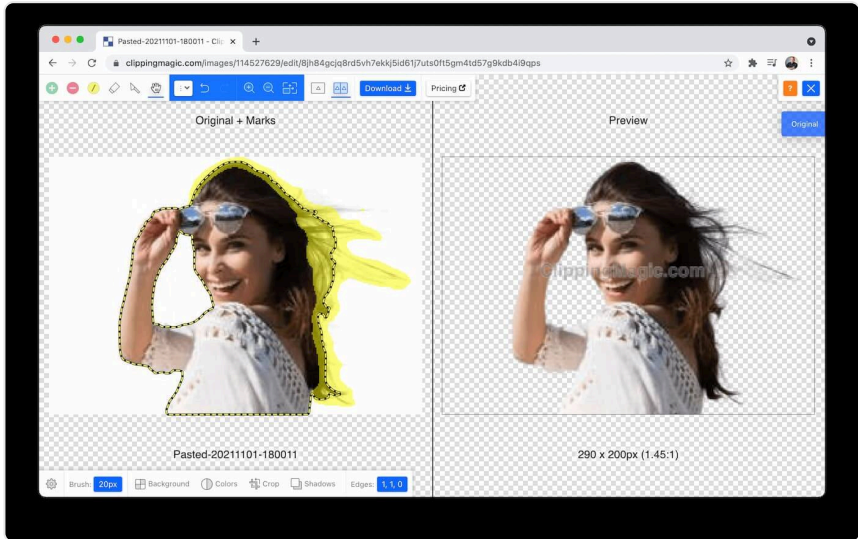 Pasted-20211101-180011 - Clip
clippingmagic.com/images/114527629/edit/8jh84gcjq8rd5vh7ekkj5id61j7uts0ft5gm4td57g9kdb4l9qps
Download
Pricing
Original + Marks
Preview
Original
ClippingMagic.com
Pasted-20211101-180011
290 x 200px (1.45:1)
Brush: 20px Background Colors Crop Shadows Edges: 1, 1, 0